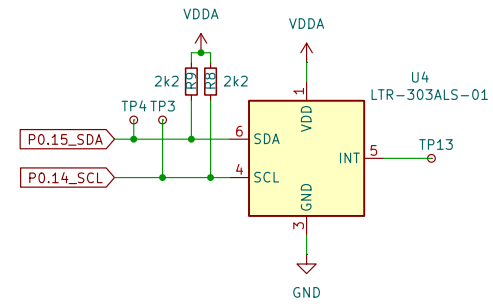 VDDA
VDDA
U4
LTR-303ALS-01
2k2
R9
R8
2k2
TP4
TP3
1
VDD
P0.15_SDA
6
SDA
TP13
5
INT
P0.14_SCL
4
SCL
GND
3
GND